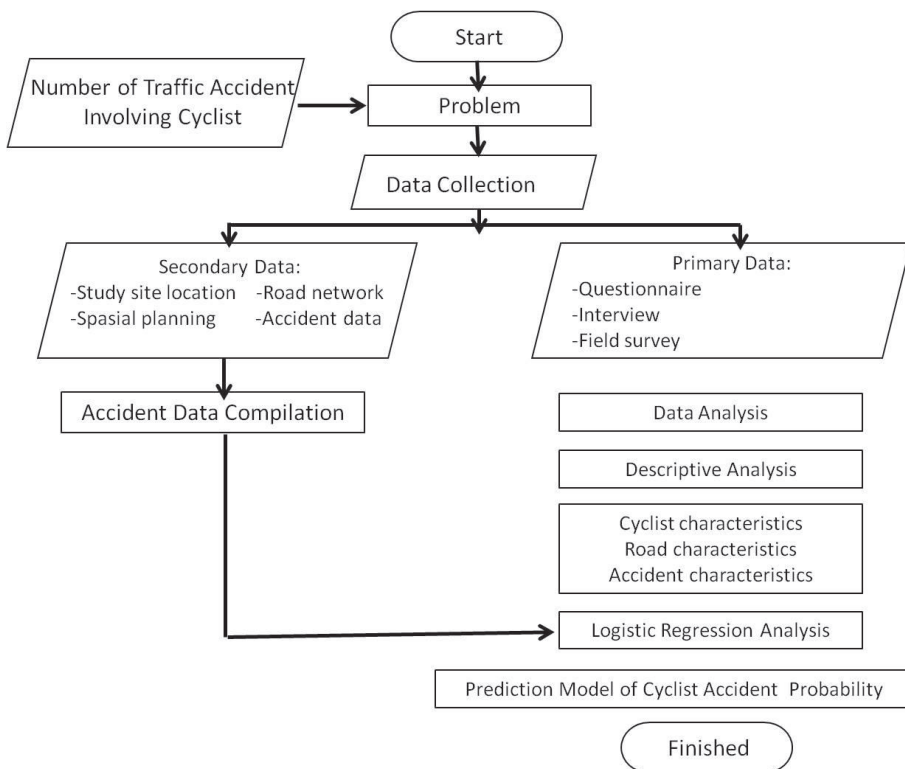 Start
Number of Traffic Accident
Involving Cyclist
Problem
Data Collection
Secondary Data:
-Study site location -Road network
-Spasial planning -Accident data
Primary Data:
-Questionnaire
-Interview
-Field survey
Accident Data Compilation
Data Analysis
Descriptive Analysis
Cyclist characteristics
Road characteristics
Accident characteristics
Logistic Regression Analysis
Prediction Model of Cyclist Accident Probability
Finished